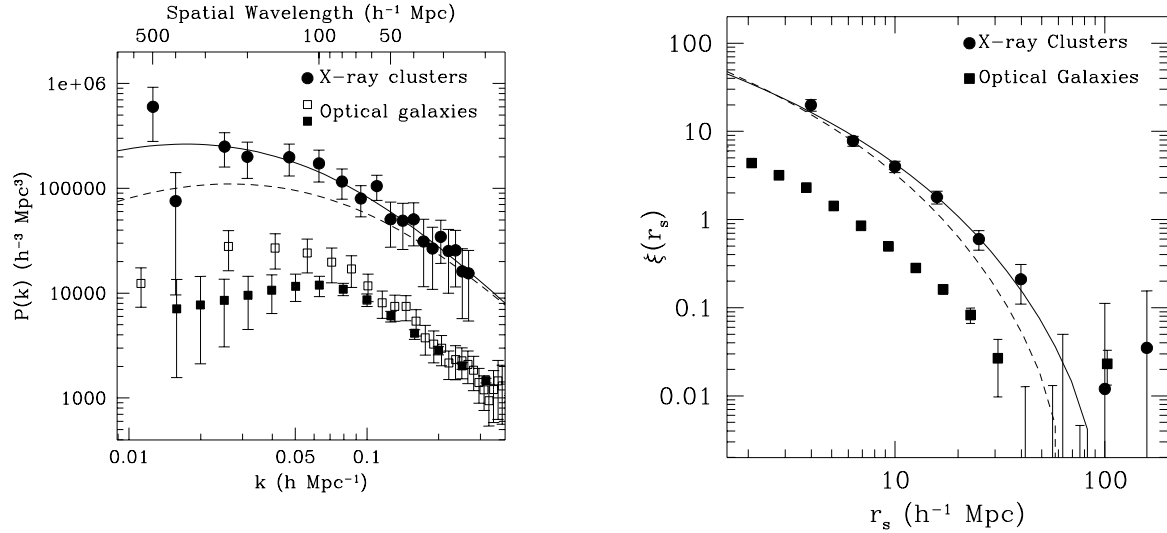 Spatial Wavelength (h⁻¹ Mpc)
500 100 50
X-ray clusters
Optical galaxies
1e+06
100000
10000
1000
P(k) (h⁻³ Mpc³)
0.01 0.05 0.1
k (h Mpc⁻¹)
X-ray Clusters
Optical Galaxies
100
10
1
0.1
0.01
ξ(rₛ)
10 100
rₛ (h⁻¹ Mpc)